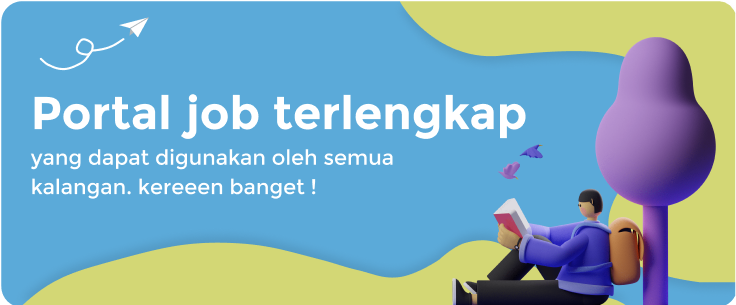 Portal job terlengkap
yang dapat digunakan oleh semua
kalangan. kereeen banget !